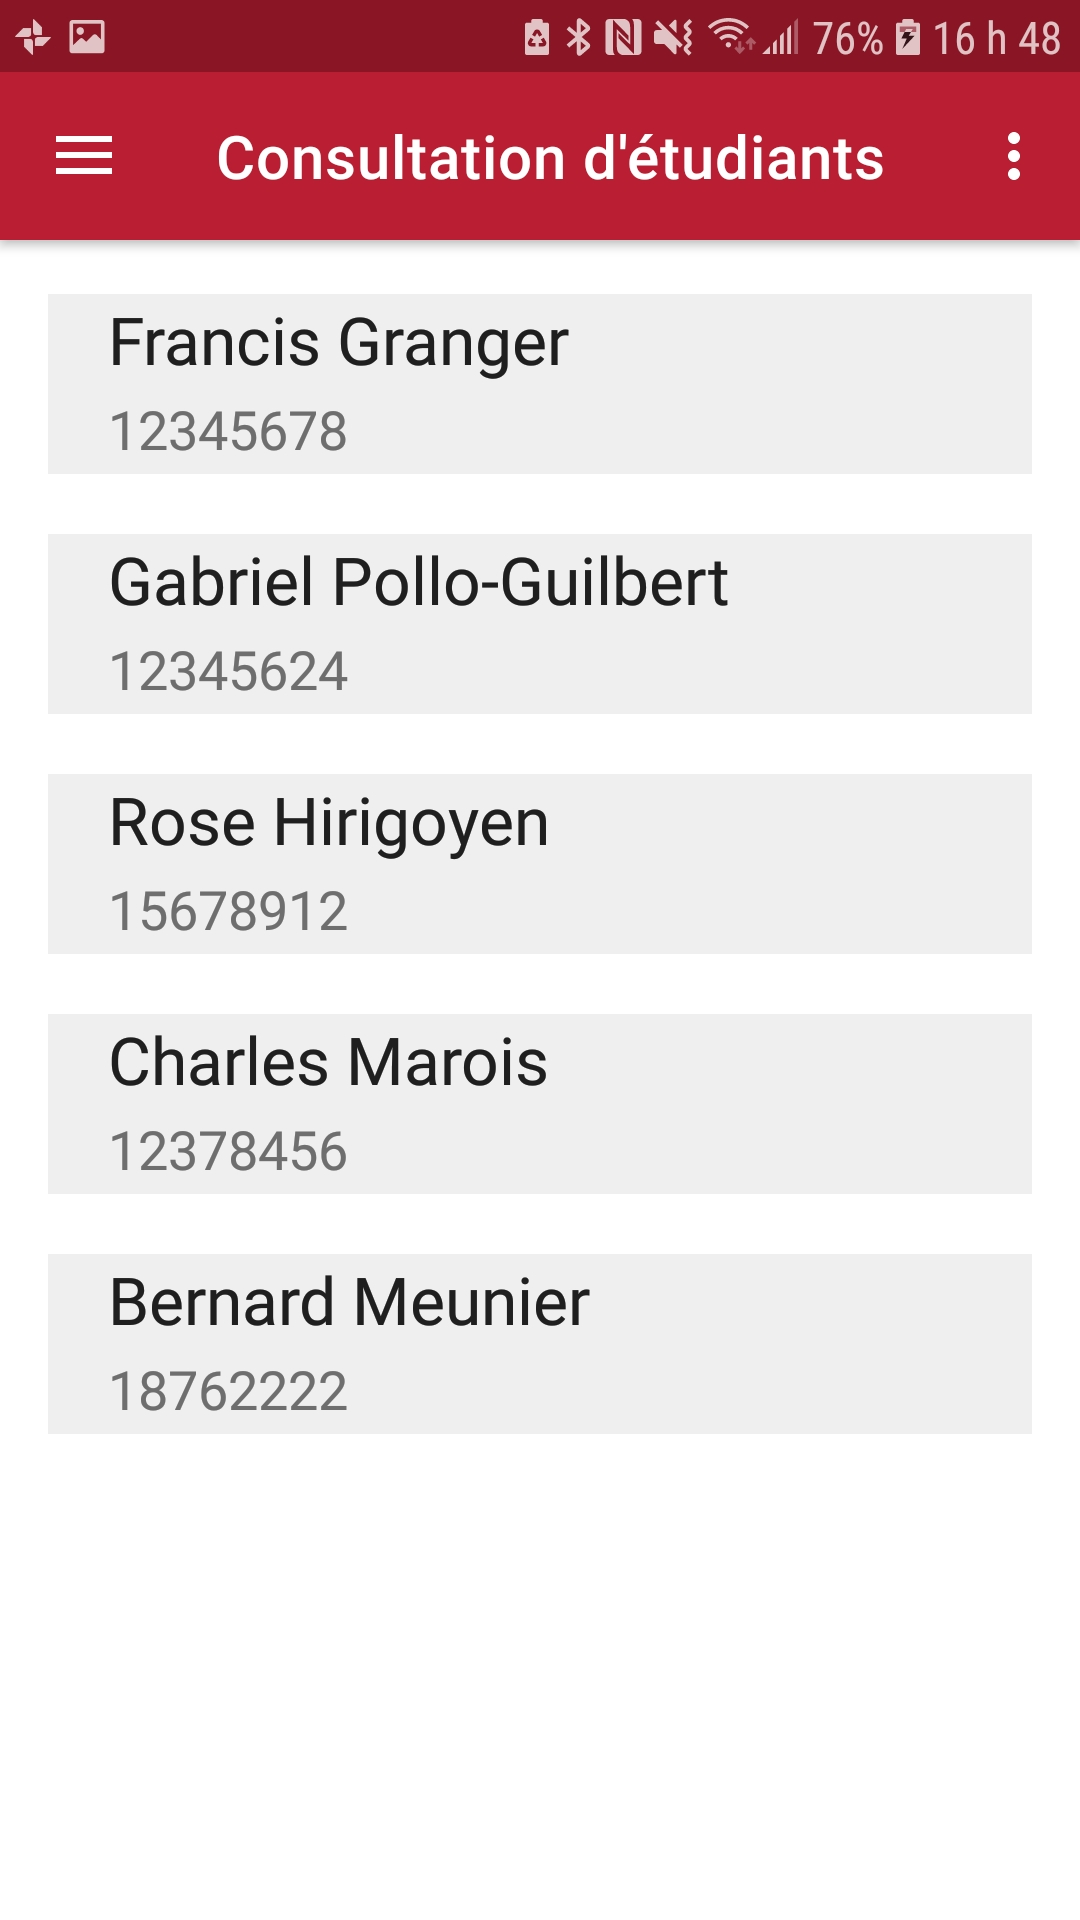 76% 16 h 48
Consultation d'étudiants
Francis Granger
12345678
Gabriel Pollo-Guilbert
12345624
Rose Hirigoyen
15678912
Charles Marois
12378456
Bernard Meunier
18762222